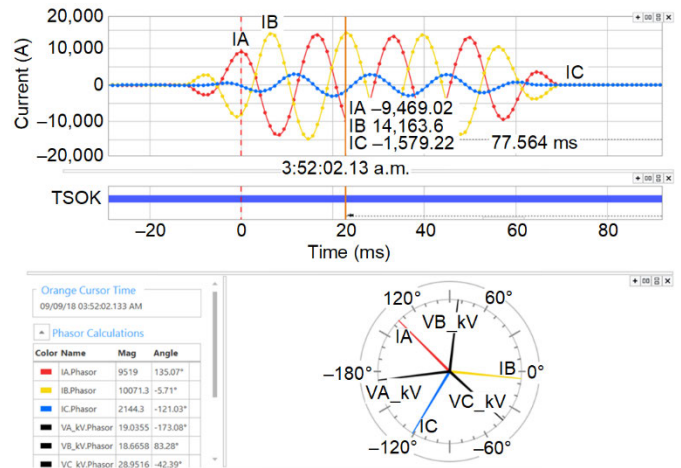 20,000
10,000
0
–10,000
–20,000
Current (A)
IA
IB
IC
IA –9,469.02
IB 14,163.6
IC –1,579.22
77.564 ms
3:52:02.13 a.m.
TSOK
–20
0
20
40
60
80
Time (ms)
Orange Cursor Time
09/09/18 03:52:02.133 AM
Phasor Calculations
Color Name Mag Angle
IA.Phasor 9519 135.07°
IB.Phasor 10071.3 -5.71°
IC.Phasor 2144.3 -121.03°
VA_kV.Phasor 19.0355 -173.08°
VB_kV.Phasor 18.6658 83.28°
VC_kV.Phasor 28.9516 -42.39°
120°
60°
VB_kV
IA
–180°
IB
0°
VA_kV
VC_kV
IC
–120°
–60°